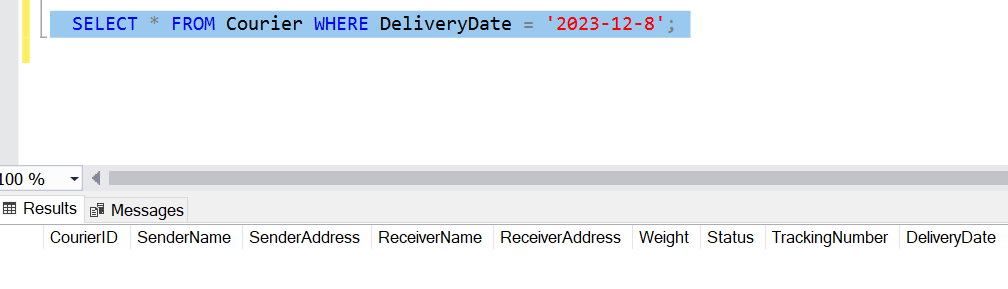 SELECT * FROM Courier WHERE DeliveryDate = '2023-12-8';
100 %
Results Messages
CourierID SenderName SenderAddress ReceiverName ReceiverAddress Weight Status TrackingNumber DeliveryDate